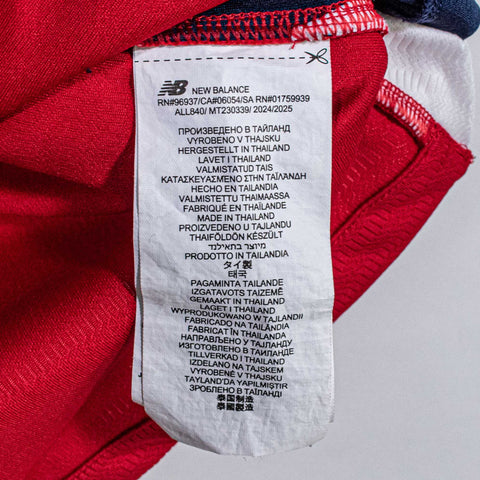 NB NEW BALANCE
RN#96937/CA#06054/SA RN#01759939
ALL840/ MT230339/ 2024/2025
ПРОИЗВЕДЕНО В ТАЙЛАНД
VYROBENO V THAJSKU
HERGESTELLT IN THAILAND
LAVET I THAILAND
VALMISTATUD TAIS
ΚΑΤΑΣΚΕΥΑΣΜΕΝΟ ΣΤΗΝ ΤΑΪΛΑΝΔΗ
HECHO EN TAILANDIA
VALMISTETTU THAIMAASSA
FABRIQUÉ EN THAÏLANDE
MADE IN THAILAND
PROIZVEDENO U TAJLANDU
THAIFÖLDÖN KÉSZÜLT
מיוצר בתאילנד
PRODOTTO IN TAILANDIA
タイ製
태국
PAGAMINTA TAILANDE
IZGATAVOTS TAIZEMĒ
GEMAAKT IN THAILAND
LAGET I THAILAND
WYPRODUKOWANO W TAJLANDII
FABRICADO NA TAILÂNDIA
FABRICAT ÎN THAILANDA
НАПРАВЉЕНО У ТАЈЛАНДУ
ИЗГОТОВЛЕНО В ТАИЛАНДЕ
TILLVERKAD I THAILAND
IZDELANO NA TAJSKEM
VYROBENÉ V THAJSKU
TAYLAND'DA YAPILMIŞTIR
ЗРОБЛЕНО В ТАЇЛАНДІ
泰国制造
泰國製造